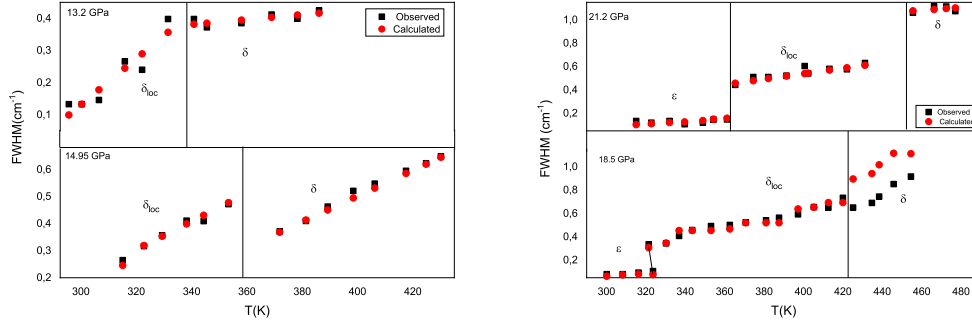 13.2 GPa
Observed
Calculated
δ
δloc
0,4
0,3
0,2
0,1
FWHM(cm⁻¹)
14.95 GPa
δloc
δ
0,6
0,5
0,4
0,3
0,2
300 320 340 360 380 400 420
T(K)
21.2 GPa
δ
δloc
ε
1,0
0,8
0,6
0,4
0,2
FWHM (cm⁻¹)
Observed
Calculated
18.5 GPa
δloc
δ
ε
1,0
0,8
0,6
0,4
0,2
300 320 340 360 380 400 420 440 460 480
T(K)